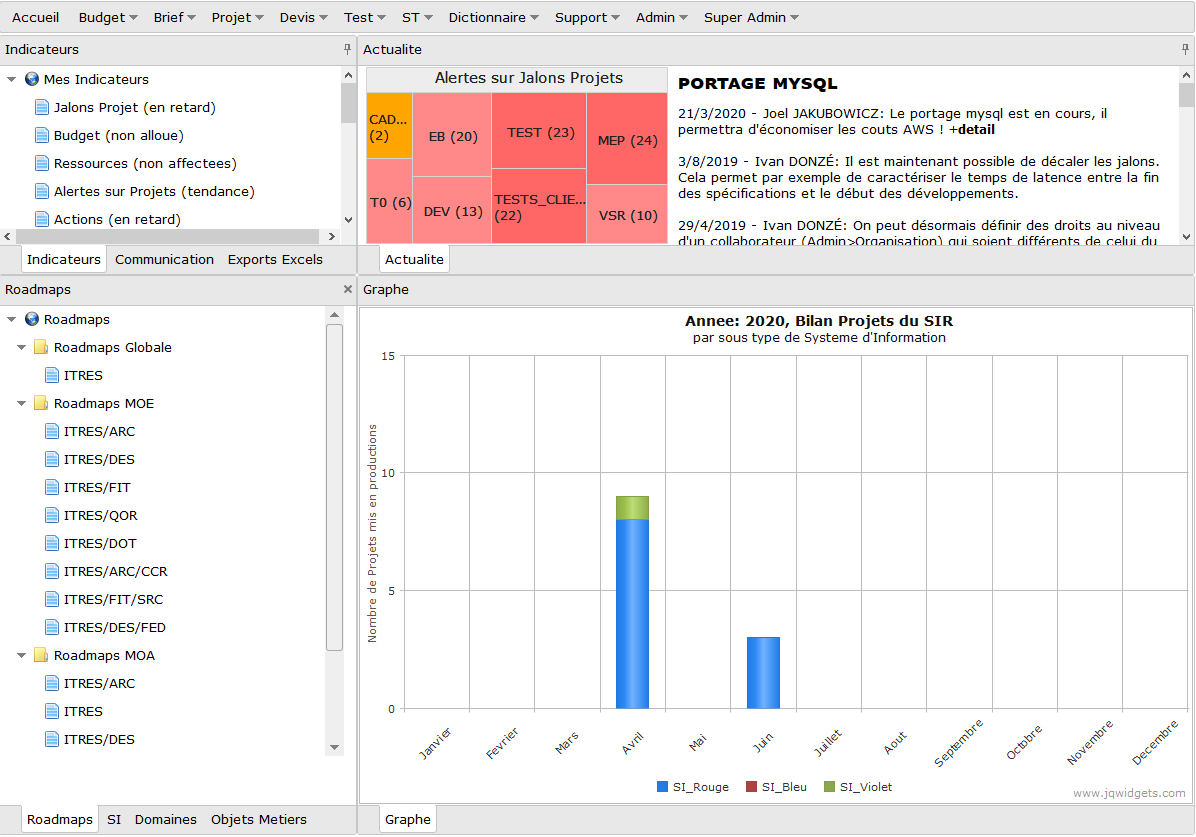 Accueil Budget Brief Projet Devis Test ST Dictionnaire Support Admin Super Admin
Indicateurs
Mes Indicateurs
Jalons Projet (en retard)
Budget (non alloue)
Ressources (non affectees)
Alertes sur Projets (tendance)
Actions (en retard)
Indicateurs Communication Exports Excels
Actualite
Alertes sur Jalons Projets
CAD...
(2)
T0 (6)
EB (20)
DEV (13)
TEST (23)
TESTS_CLIE...
(22)
MEP (24)
VSR (10)
PORTAGE MYSQL
21/3/2020 - Joel JAKUBOWICZ: Le portage mysql est en cours, il
permettra d'économiser les couts AWS ! +detail
3/8/2019 - Ivan DONZÉ: Il est maintenant possible de décaler les jalons.
Cela permet par exemple de caractériser le temps de latence entre la fin
des spécifications et le début des développements.
29/4/2019 - Ivan DONZÉ: On peut désormais définir des droits au niveau
d'un collaborateur (Admin>Organisation) qui soient différents de celui du
Actualite
Roadmaps
Roadmaps
Roadmaps Globale
ITRES
Roadmaps MOE
ITRES/ARC
ITRES/DES
ITRES/FIT
ITRES/QOR
ITRES/DOT
ITRES/ARC/CCR
ITRES/FIT/SRC
ITRES/DES/FED
Roadmaps MOA
ITRES/ARC
ITRES
ITRES/DES
Roadmaps SI Domaines Objets Metiers
Graphe
Annee: 2020, Bilan Projets du SIR
par sous type de Systeme d'Information
Nombre de Projets mis en productions
15
10
5
0
Janvier Fevrier Mars Avril Mai Juin Juillet Aout Septembre Octobre Novembre Decembre
SI_Rouge SI_Bleu SI_Violet
www.jqwidgets.com
Graphe